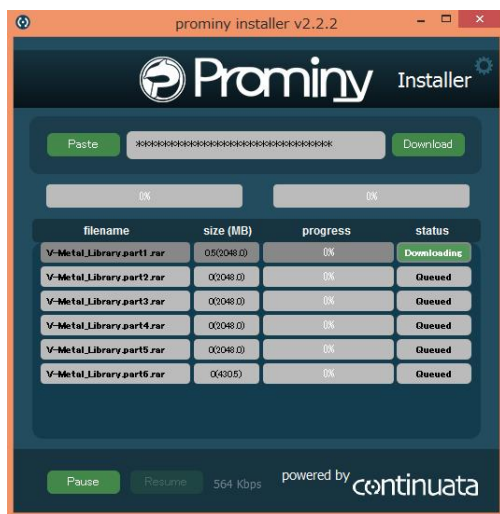 prominy installer v2.2.2
Prominy Installer
Paste ************************************ Download
0% 0%
filename size (MB) progress status
V-Metal_Library.part1.rar 0.5(2048.0) 0% Downloading
V-Metal_Library.part2.rar 0(2048.0) 0% Queued
V-Metal_Library.part3.rar 0(2048.0) 0% Queued
V-Metal_Library.part4.rar 0(2048.0) 0% Queued
V-Metal_Library.part5.rar 0(2048.0) 0% Queued
V-Metal_Library.part6.rar 0(430.5) 0% Queued
Pause Resume 564 Kbps powered by continuata